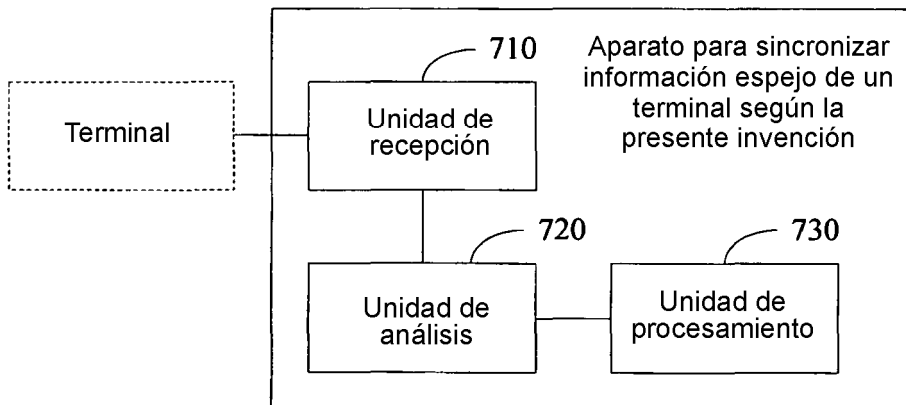 710
Aparato para sincronizar
información espejo de un
terminal según la
presente invención
Terminal
Unidad de
recepción
720
730
Unidad de
análisis
Unidad de
procesamiento